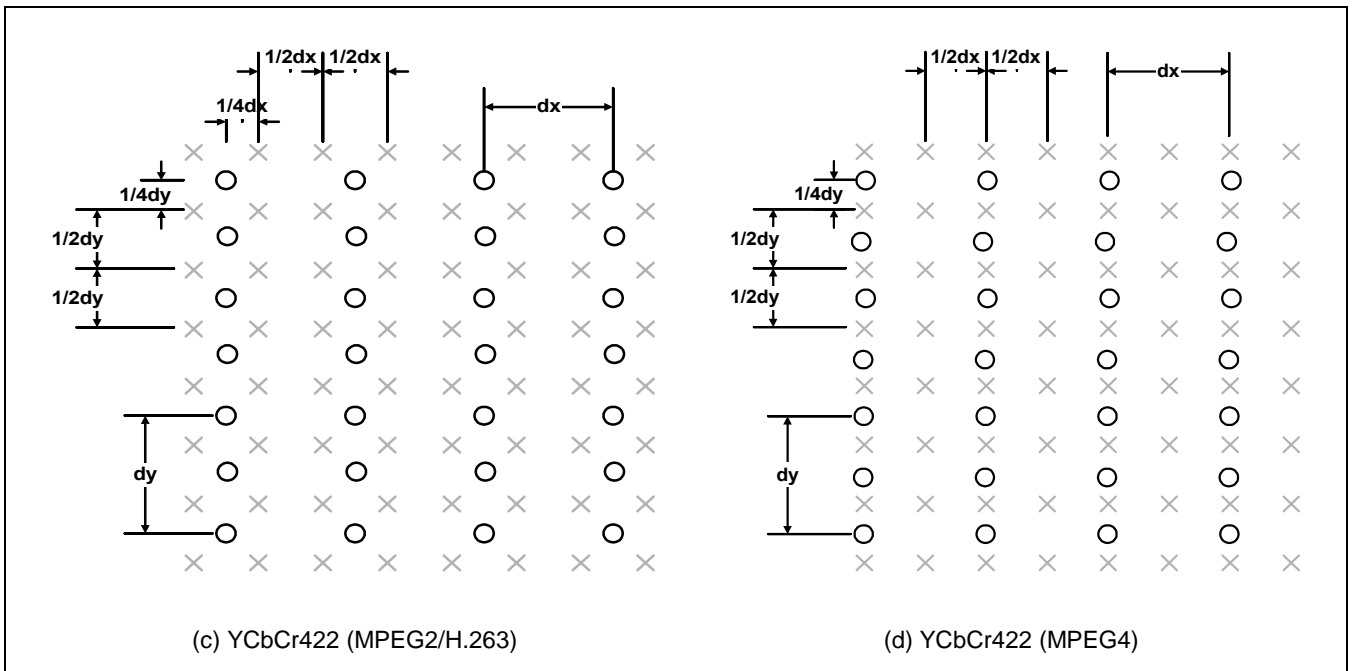 1/2dx 1/2dx
1/4dx
dx
1/4dy
1/2dy
1/2dy
dy
(c) YCbCr422 (MPEG2/H.263)
1/2dx 1/2dx
dx
1/4dy
1/2dy
1/2dy
dy
(d) YCbCr422 (MPEG4)